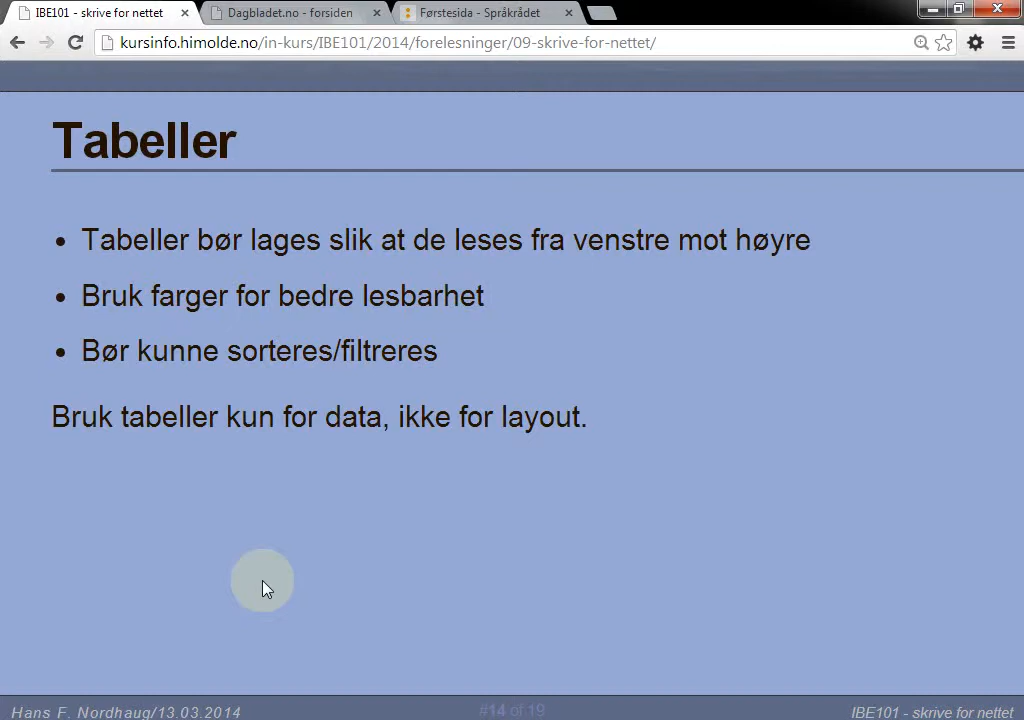 IBE101 - skrive for nettet
Dagbladet.no - forsiden
Førstesida - Språkrådet
kursinfo.himolde.no/in-kurs/IBE101/2014/forelesninger/09-skrive-for-nettet/
Tabeller
• Tabeller bør lages slik at de leses fra venstre mot høyre
• Bruk farger for bedre lesbarhet
• Bør kunne sorteres/filtreres
Bruk tabeller kun for data, ikke for layout.
Hans F. Nordhaug/13.03.2014
#14 of 19
IBE101 - skrive for nettet